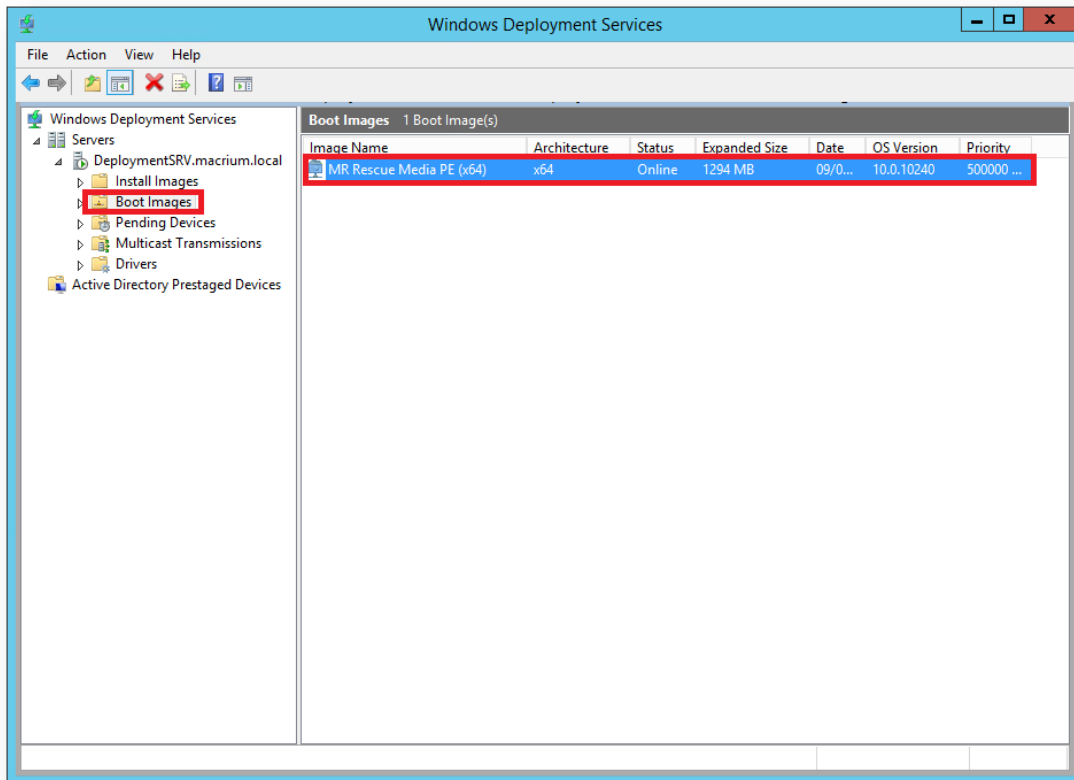 Windows Deployment Services
File Action View Help
Windows Deployment Services
Servers
DeploymentSRV.macrium.local
Install Images
Boot Images
Pending Devices
Multicast Transmissions
Drivers
Active Directory Prestaged Devices
Boot Images 1 Boot Image(s)
Image Name Architecture Status Expanded Size Date OS Version Priority
MR Rescue Media PE (x64) x64 Online 1294 MB 09/0... 10.0.10240 500000 ...